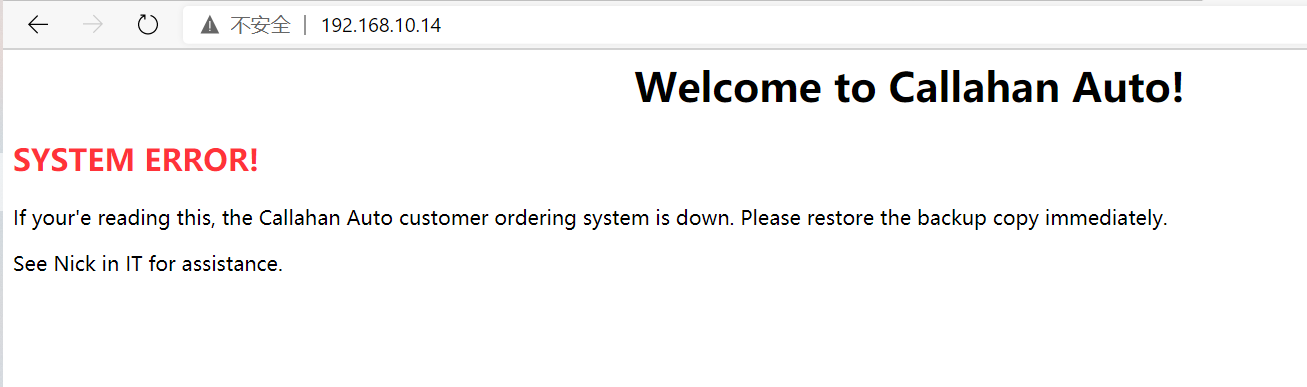 不安全 | 192.168.10.14
Welcome to Callahan Auto!
SYSTEM ERROR!
If your'e reading this, the Callahan Auto customer ordering system is down. Please restore the backup copy immediately.
See Nick in IT for assistance.